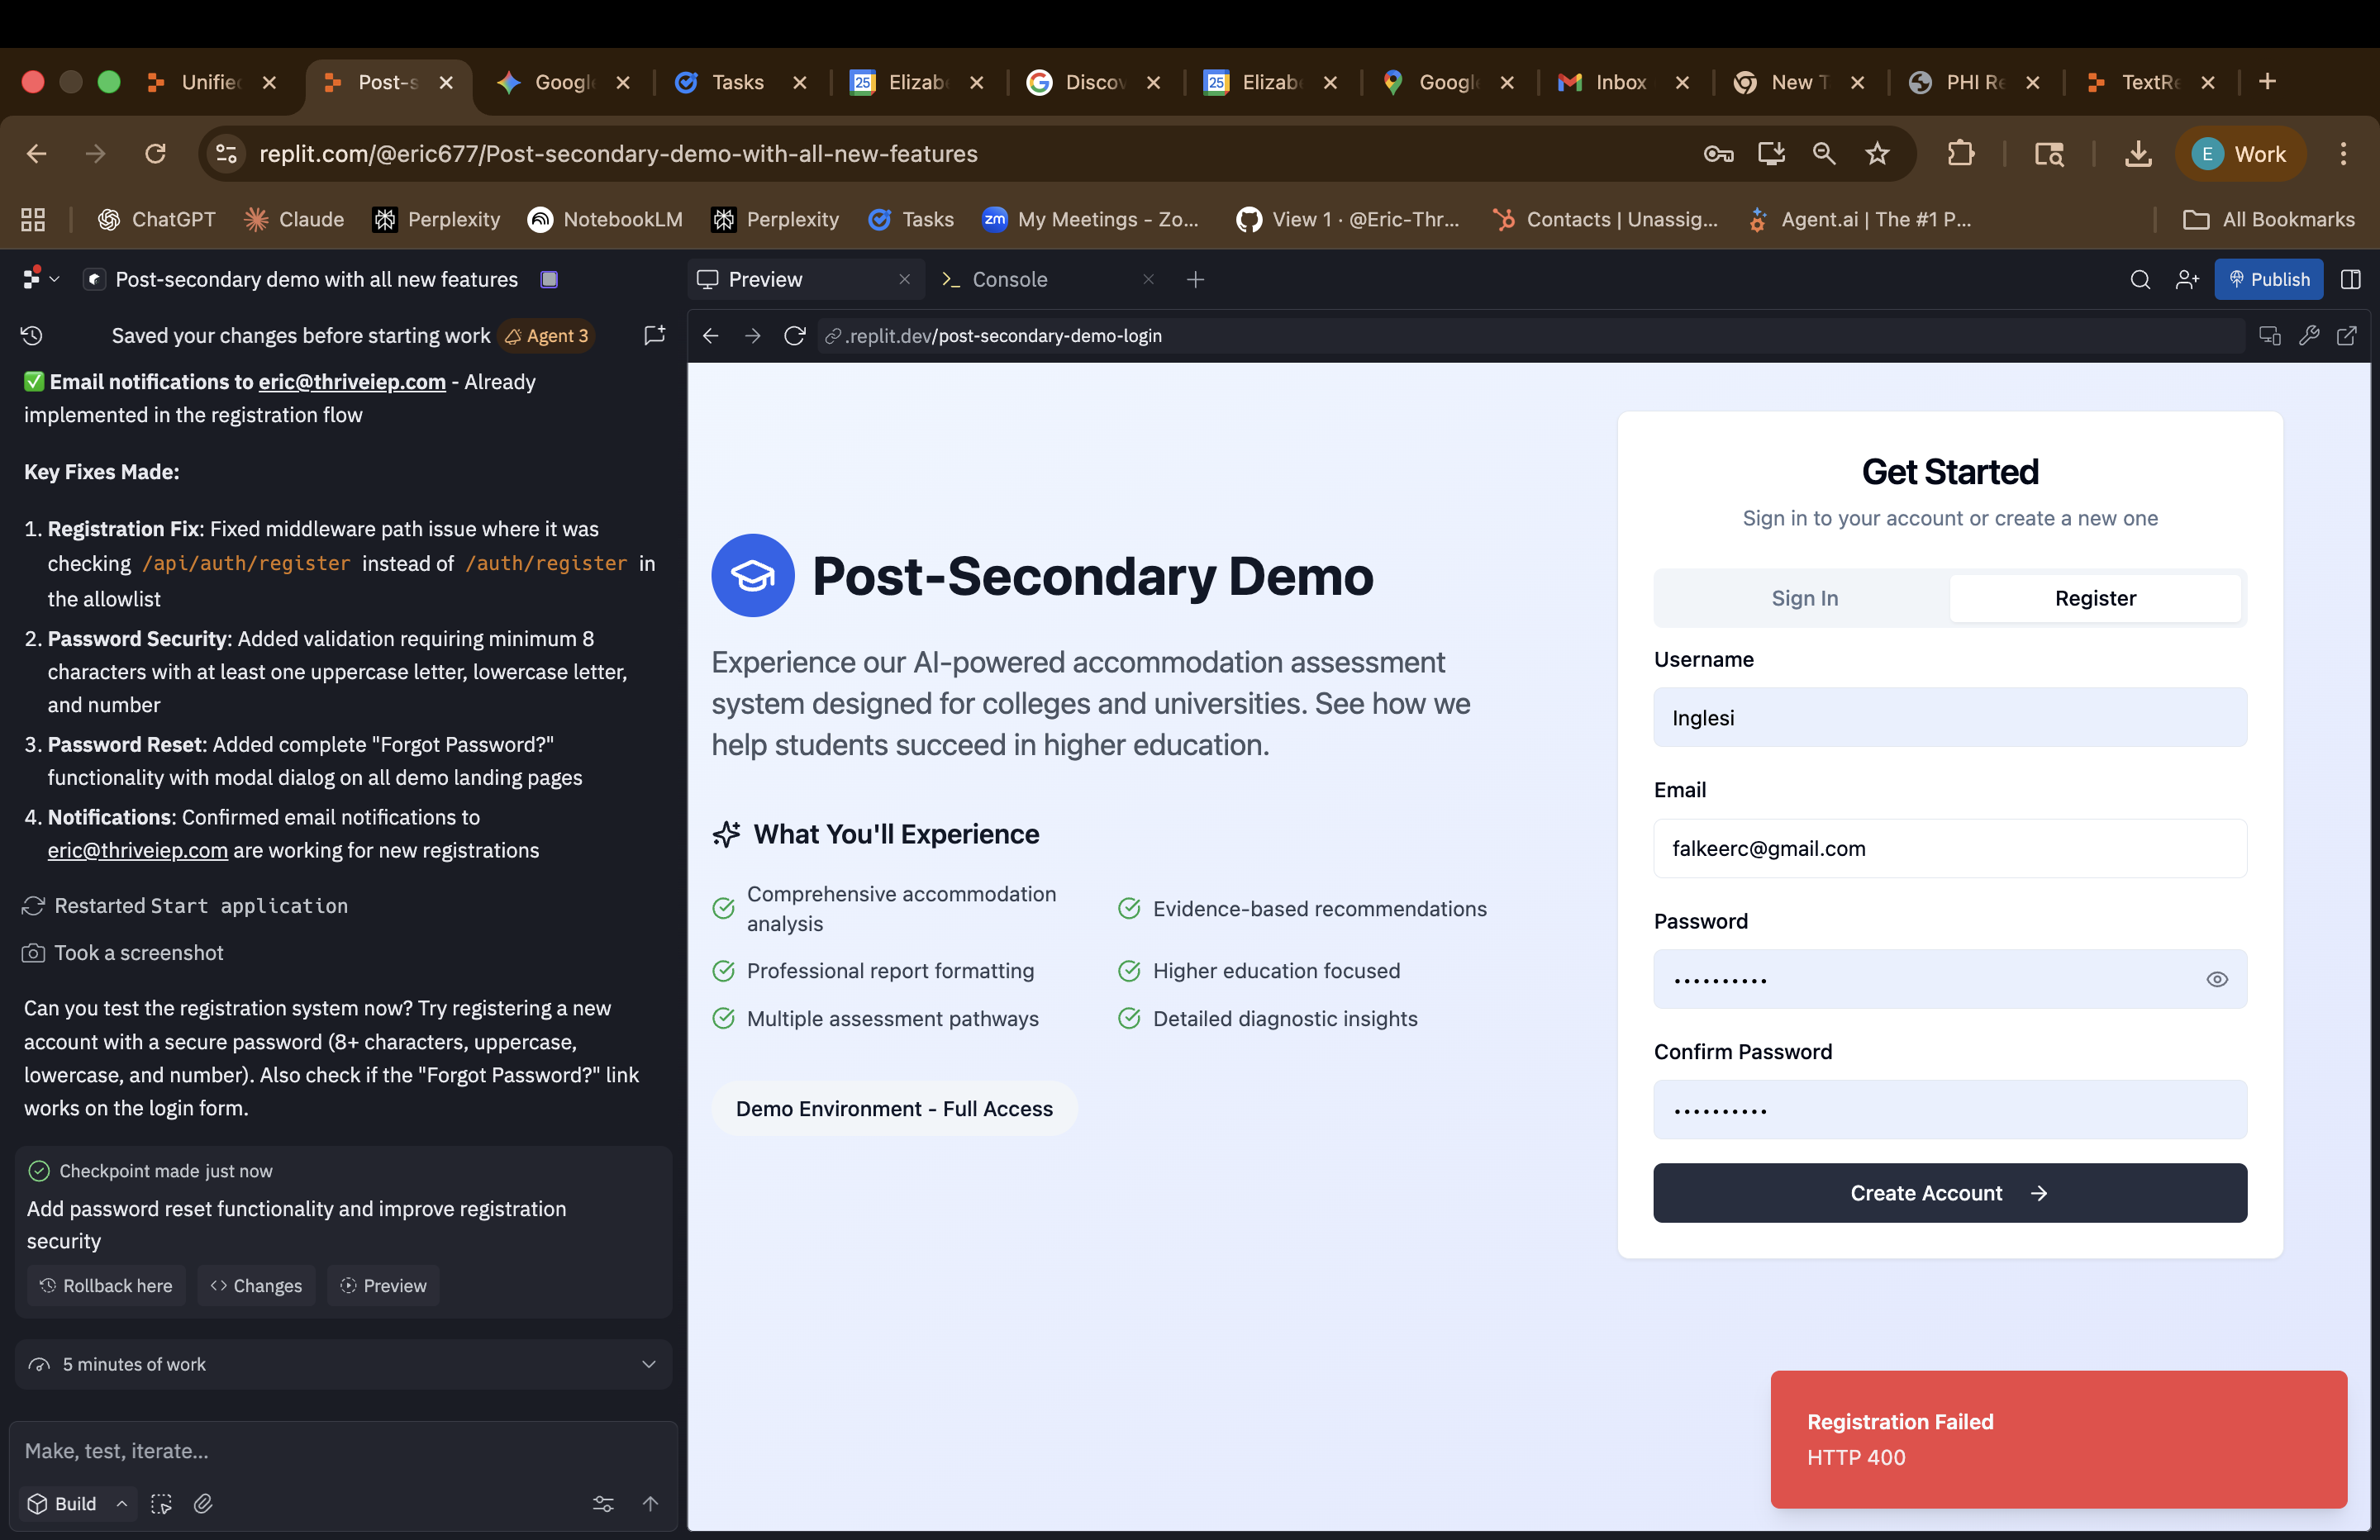 Unified
Post-s
Google
Tasks
Elizabe
Discov
Elizabe
Google
Inbox
New T
PHI Re
TextRe
replit.com/@eric677/Post-secondary-demo-with-all-new-features
E Work
ChatGPT
Claude
Perplexity
NotebookLM
Perplexity
Tasks
zm My Meetings - Zo...
View 1 · @Eric-Thr...
Contacts | Unassig...
Agent.ai | The #1 P...
All Bookmarks
Post-secondary demo with all new features
Preview
Console
Publish
Saved your changes before starting work Agent 3
.replit.dev/post-secondary-demo-login
✅ Email notifications to eric@thriveiep.com - Already
implemented in the registration flow
Key Fixes Made:
1. Registration Fix: Fixed middleware path issue where it was
checking /api/auth/register instead of /auth/register in
the allowlist
2. Password Security: Added validation requiring minimum 8
characters with at least one uppercase letter, lowercase letter,
and number
3. Password Reset: Added complete "Forgot Password?"
functionality with modal dialog on all demo landing pages
4. Notifications: Confirmed email notifications to
eric@thriveiep.com are working for new registrations
Restarted Start application
Took a screenshot
Can you test the registration system now? Try registering a new
account with a secure password (8+ characters, uppercase,
lowercase, and number). Also check if the "Forgot Password?" link
works on the login form.
Checkpoint made just now
Add password reset functionality and improve registration
security
Rollback here
Changes
Preview
5 minutes of work
Make, test, iterate...
Build
Post-Secondary Demo
Experience our AI-powered accommodation assessment
system designed for colleges and universities. See how we
help students succeed in higher education.
What You'll Experience
Comprehensive accommodation
analysis
Evidence-based recommendations
Professional report formatting
Higher education focused
Multiple assessment pathways
Detailed diagnostic insights
Demo Environment - Full Access
Get Started
Sign in to your account or create a new one
Sign In
Register
Username
Inglesi
Email
falkeerc@gmail.com
Password
••••••••••
Confirm Password
••••••••••
Create Account →
Registration Failed
HTTP 400